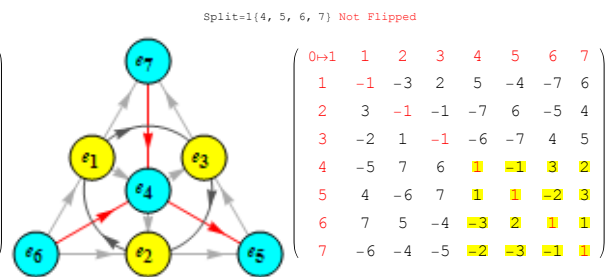 Split=1{4, 5, 6, 7} Not Flipped
e7
0↦1 1 2 3 4 5 6 7
1 -1 -3 2 5 -4 -7 6
2 3 -1 -1 -7 6 -5 4
e1 e3
3 -2 1 -1 -6 -7 4 5
e4
4 -5 7 6 1 -1 3 2
5 4 -6 7 1 1 -2 3
6 7 5 -4 -3 2 1 1
e6 e2 e5
7 -6 -4 -5 -2 -3 -1 1